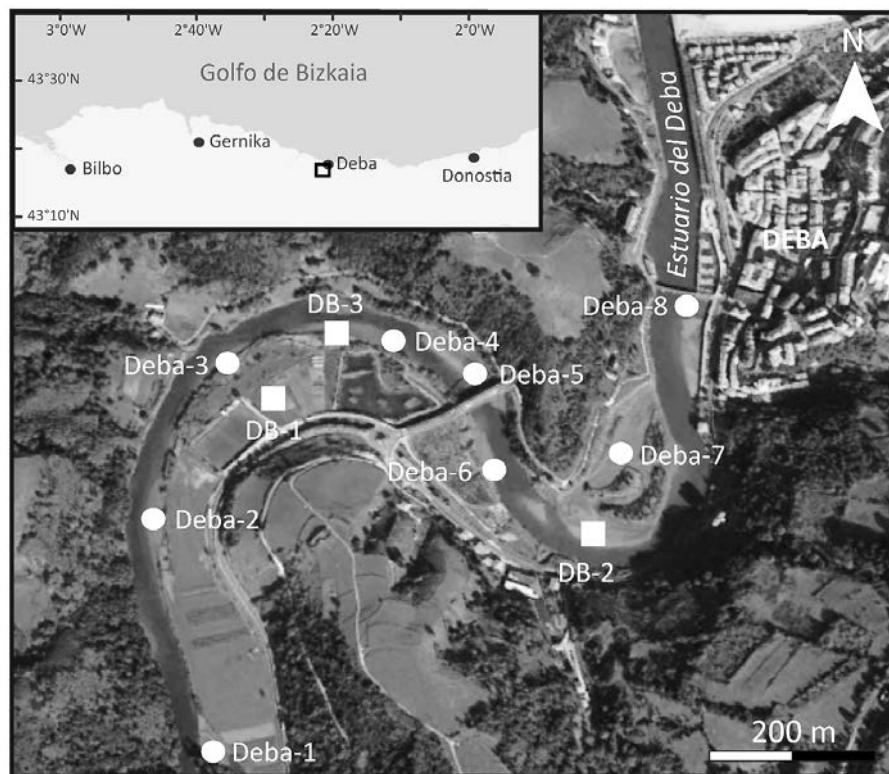 3°0'W
2°40'W
2°20'W
2°0'W
43°30'N
Golfo de Bizkaia
Gernika
Bilbo
Deba
Donostia
43°10'N
N
Estuario del Deba
DEBA
DB-3
Deba-8
Deba-4
Deba-3
Deba-5
DB-1
Deba-7
Deba-6
Deba-2
DB-2
200 m
Deba-1